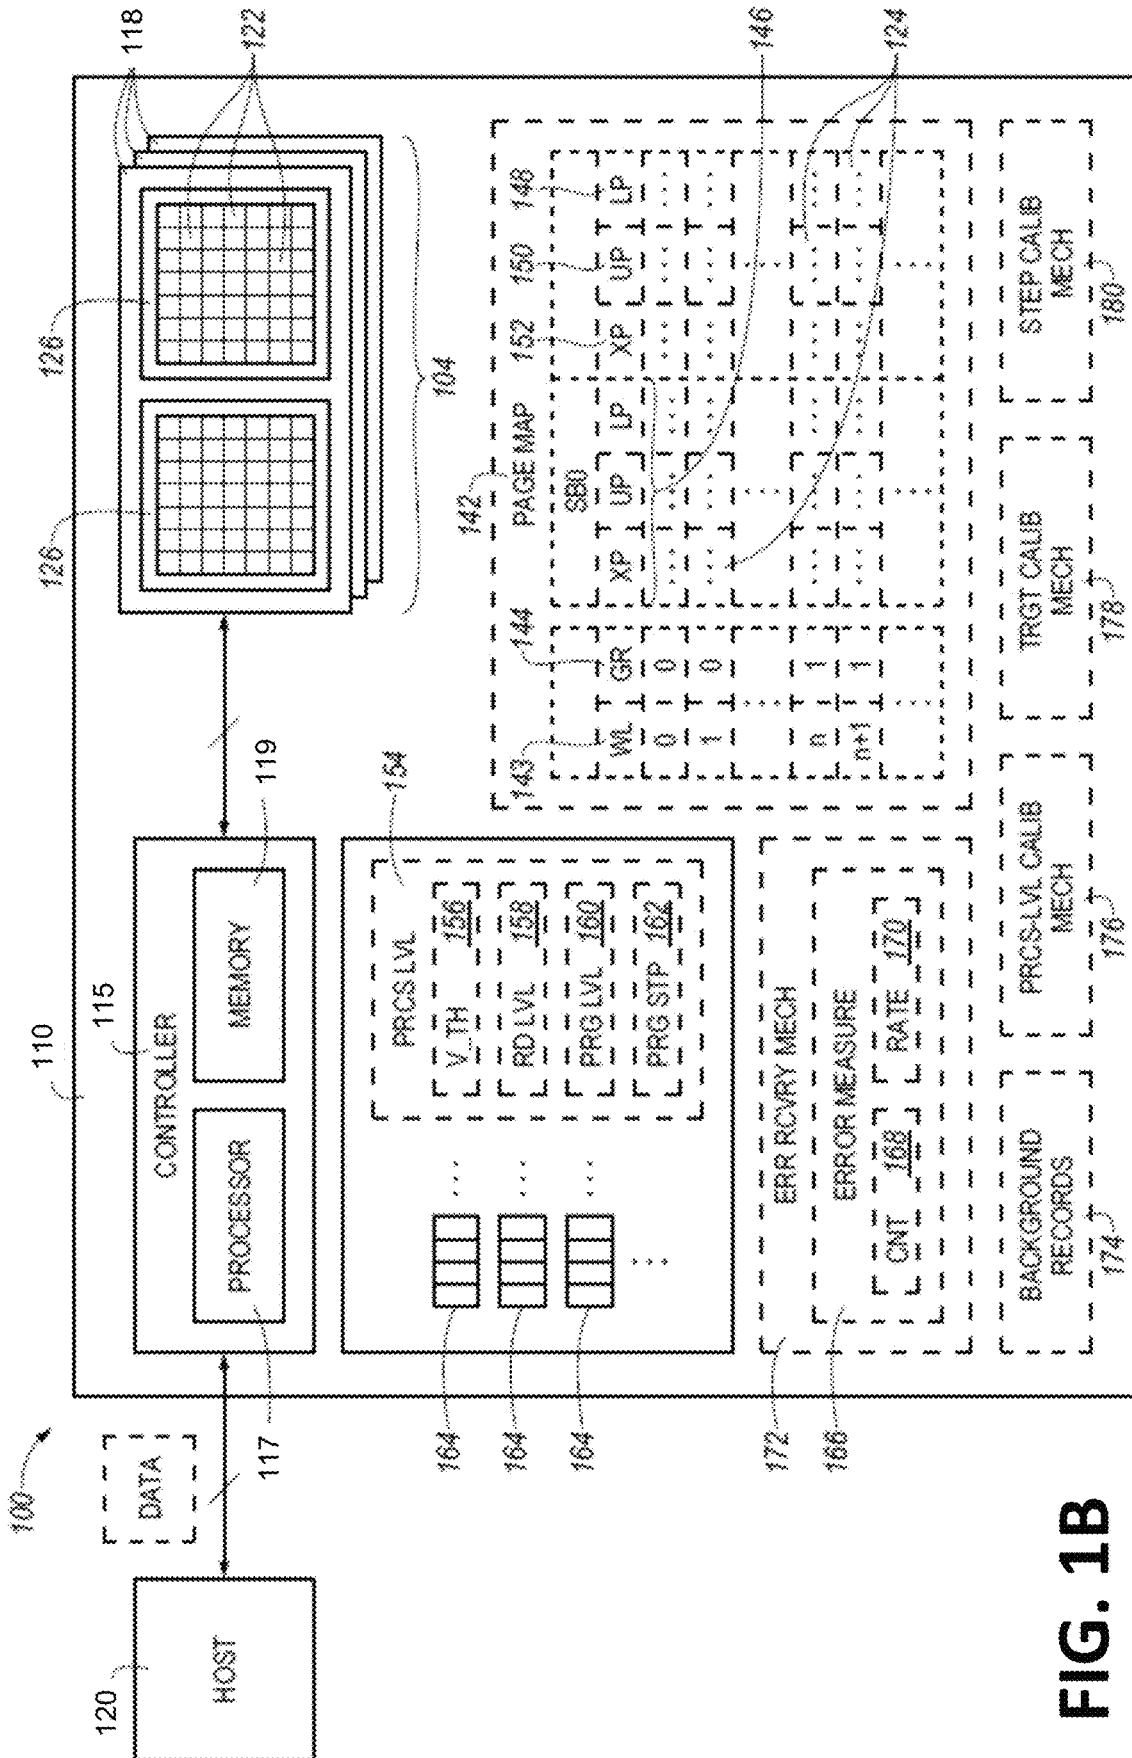 100
120
HOST
DATA
117
110
115
CONTROLLER
PROCESSOR
MEMORY
119
126
126
118
122
104
164
164
164
... 
...
...
...
PRCS LVL
154
V_TH 156
RD LVL 158
PRG LVL 160
PRG STP 162
142 PAGE MAP
143 144 152 150 148
SB0
WL GR XP UP LP XP UP LP
0 0 ... ... ... ... ... ...
1 0 ... ... ... ... ... ...
n 1 ... ... ... ... ... ...
n+1 1 ... ... ... ... ... ...
146
124
172
ERR RCVRY MECH
166
ERROR MEASURE
CNT 168
RATE 170
BACKGROUND
RECORDS
174
PRCS-LVL CALIB
MECH
176
TRGT CALIB
MECH
178
STEP CALIB
MECH
180
FIG. 1B